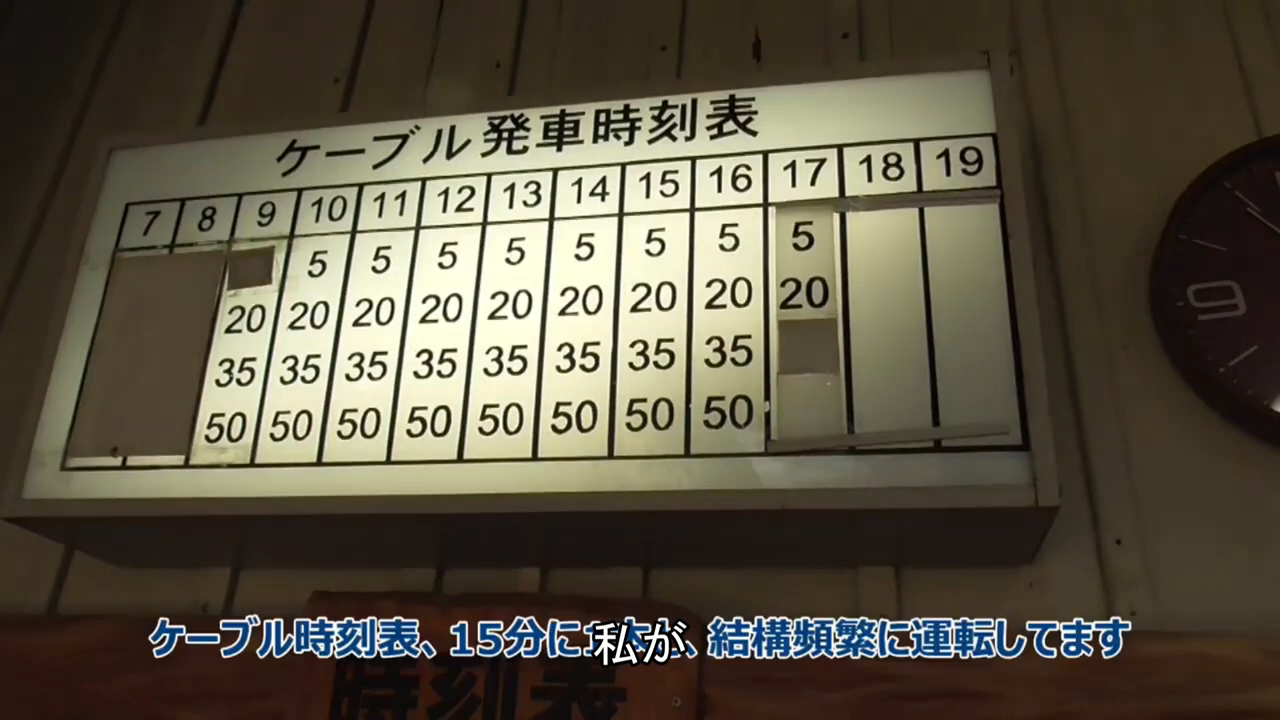 ケーブル発車時刻表
7 8 9 10 11 12 13 14 15 16 17 18 19
5 5 5 5 5 5 5 5
20 20 20 20 20 20 20 20 20
35 35 35 35 35 35 35 35
50 50 50 50 50 50 50 50
9
ケーブル時刻表、15分に、結構頻繁に運転してます
私が
時刻表